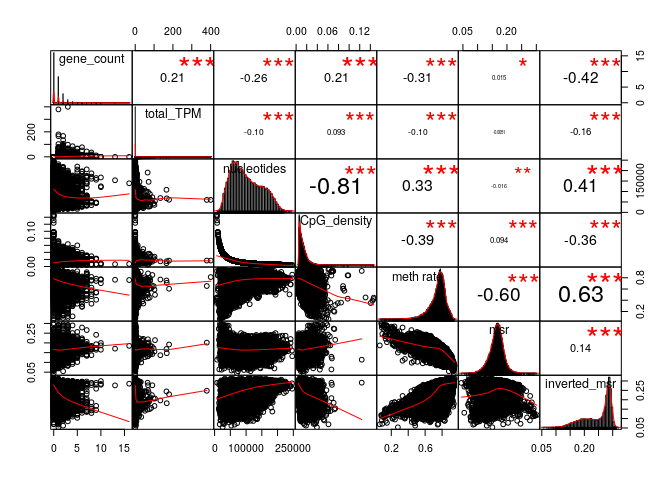 0 200 400 0.00 0.06 0.12 0.05 0.20
gene_count 0.21 *** -0.26 *** 0.21 *** -0.31 *** 0.015 * -0.42 *** 0 5 10 15
0 200 total_TPM -0.10 *** 0.093 *** -0.10 *** -0.16 ***
nucleotides -0.81 *** 0.33 *** -0.016 ** 0.41 *** 0 150000
0.00 0.10 CpG_density -0.39 *** 0.094 *** -0.36 ***
meth rate -0.60 *** 0.63 *** 0.2 0.8
0.05 0.25 msr 0.14 ***
inverted_msr 0.05 0.25
0 5 10 15 0 100000 250000 0.2 0.6 0.05 0.20